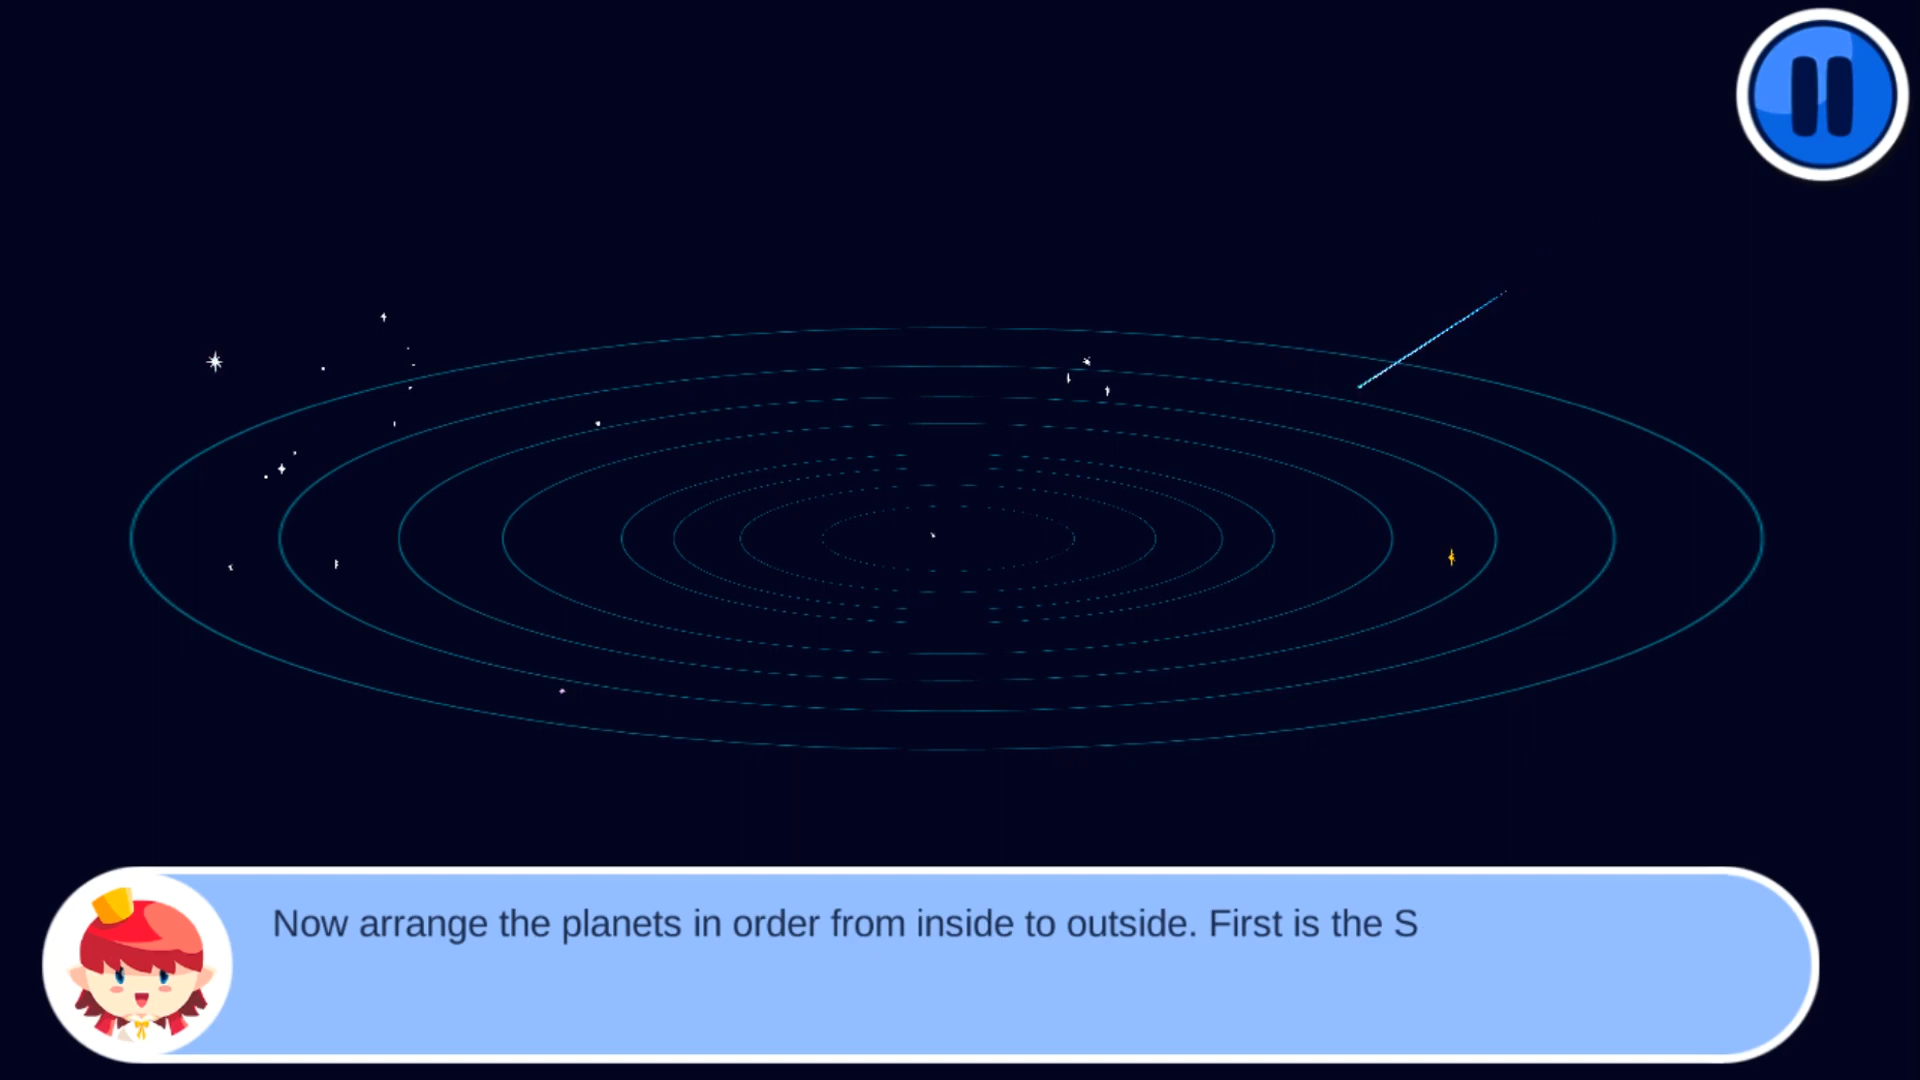 Now arrange the planets in order from inside to outside. First is the S